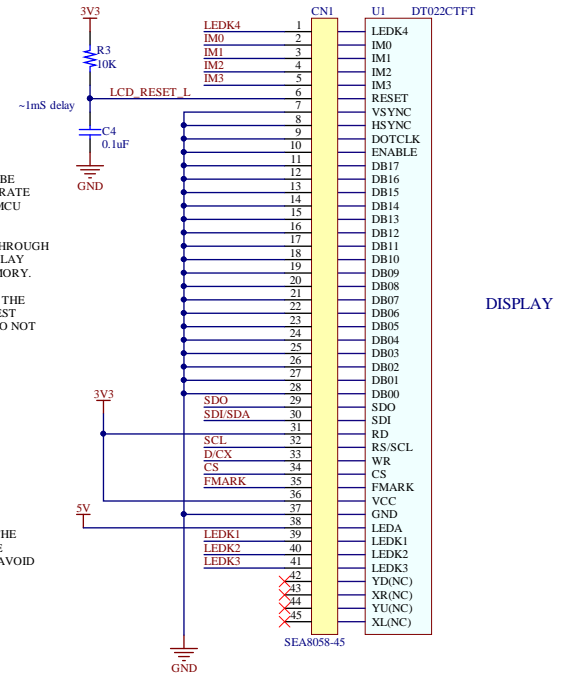 3V3
CN1
U1
DT022CTFT
R3
10K
LCD_RESET_L
~1mS delay
C4
0.1uF
GND
BE
RATE
MCU
HROUGH
LAY
MORY.
THE
EST
O NOT
HE
E
AVOID
LEDK4 1 LEDK4
IM0 2 IM0
IM1 3 IM1
IM2 4 IM2
IM3 5 IM3
6 RESET
7 VSYNC
8 HSYNC
9 DOTCLK
10 ENABLE
11 DB17
12 DB16
13 DB15
14 DB14
15 DB13
16 DB12
17 DB11
18 DB10
19 DB09
20 DB08
21 DB07
22 DB06
23 DB05
24 DB04
25 DB03
26 DB02
27 DB01
28 DB00
SDO 29 SDO
SDI/SDA 30 SDI
3V3
31 RD
SCL 32 RS/SCL
D/CX 33 WR
CS 34 CS
FMARK 35 FMARK
36 VCC
37 GND
5V
38 LEDA
LEDK1 39 LEDK1
LEDK2 40 LEDK2
LEDK3 41 LEDK3
42 YD(NC)
43 XR(NC)
44 YU(NC)
45 XL(NC)
SEA8058-45
GND
DISPLAY